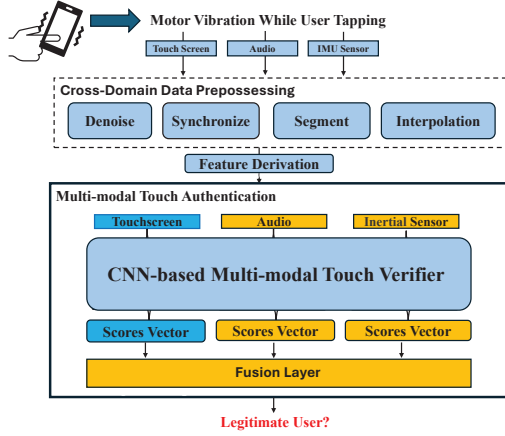 Motor Vibration While User Tapping
Touch Screen Audio IMU Sensor
Cross-Domain Data Prepossessing
Denoise Synchronize Segment Interpolation
Feature Derivation
Multi-modal Touch Authentication
Touchscreen Audio Inertial Sensor
CNN-based Multi-modal Touch Verifier
Scores Vector Scores Vector Scores Vector
Fusion Layer
Legitimate User?